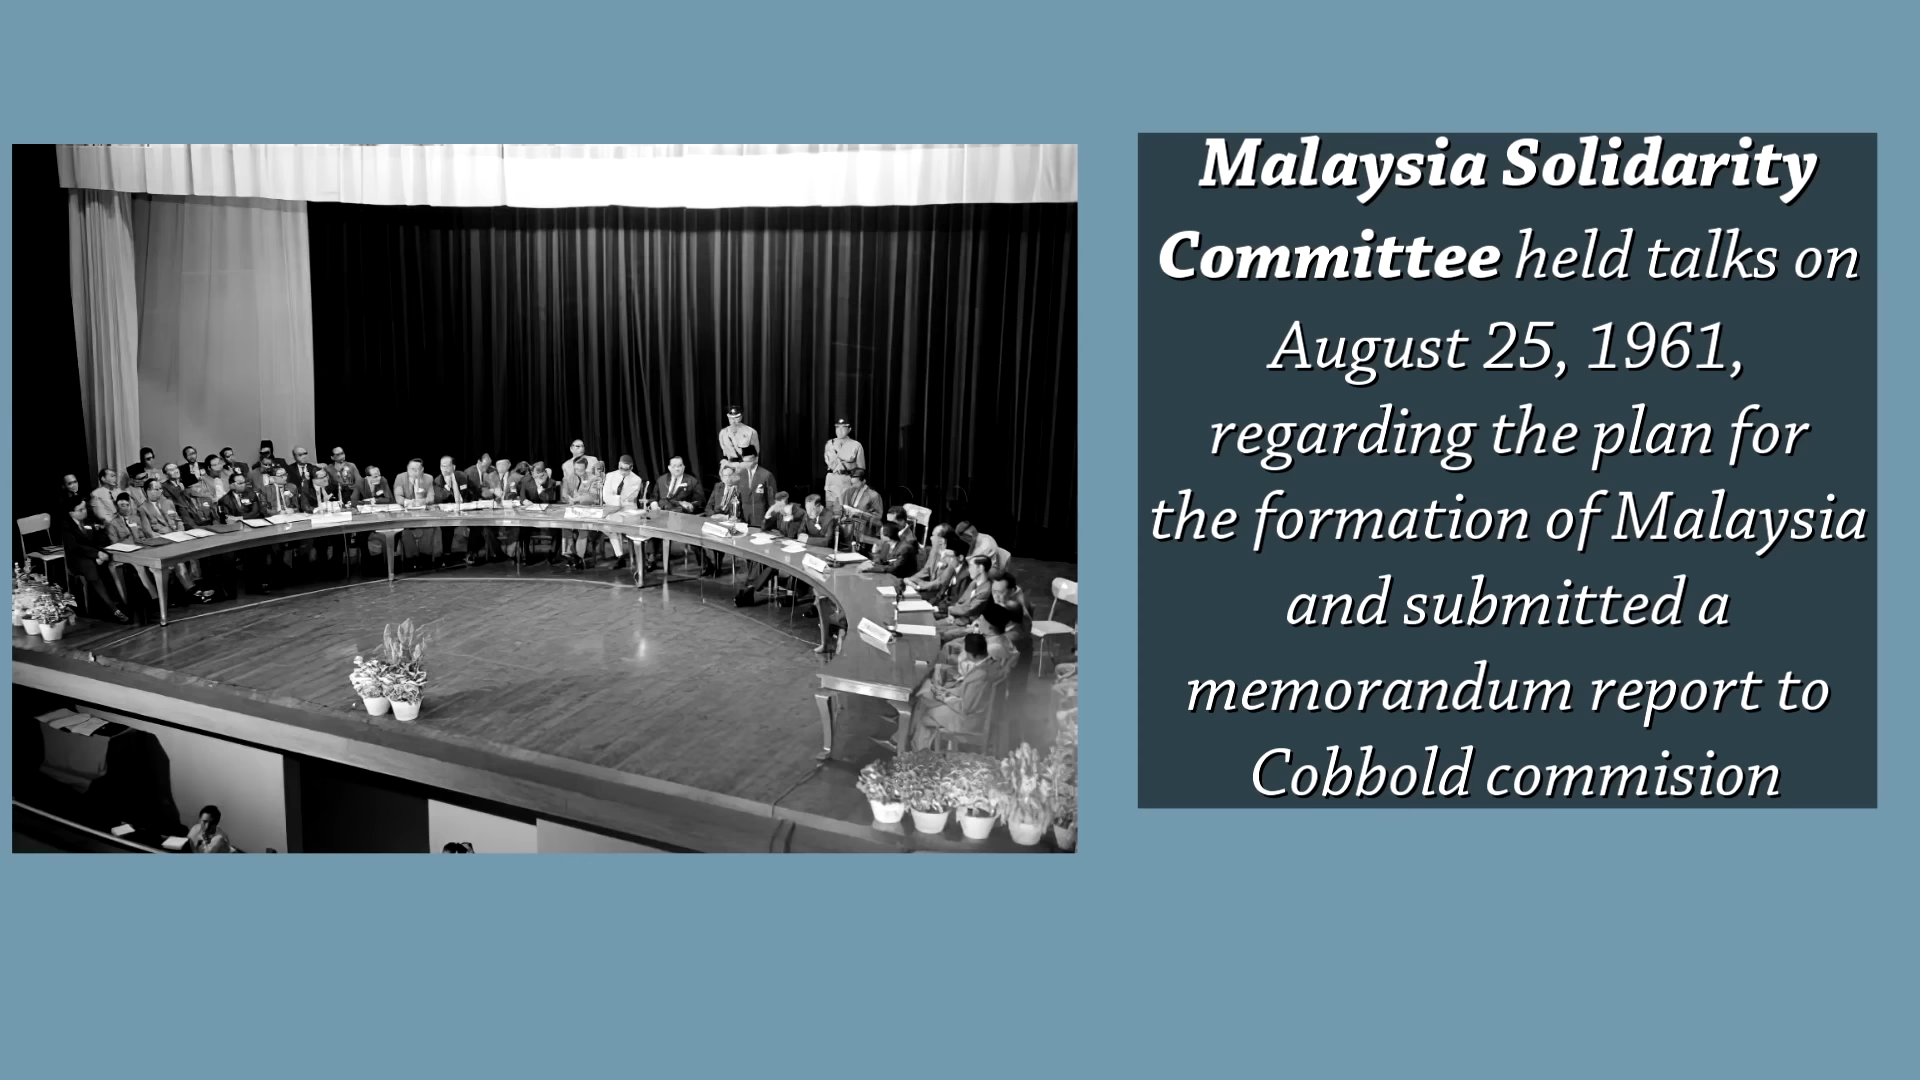 Malaysia Solidarity
Committee held talks on
August 25, 1961,
regarding the plan for
the formation of Malaysia
and submitted a
memorandum report to
Cobbold commision